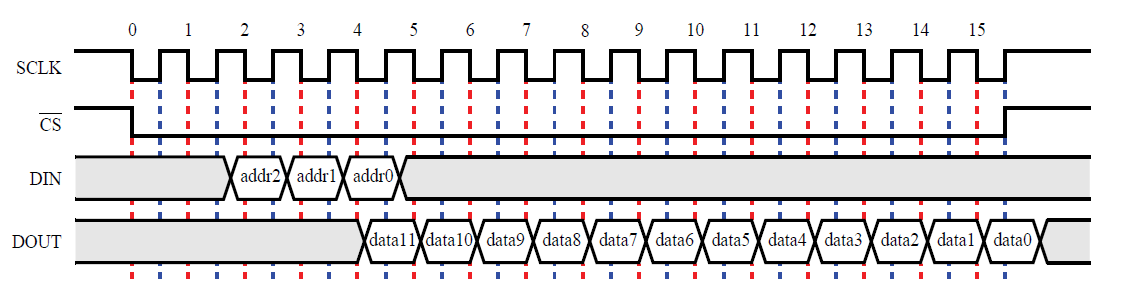 0 1 2 3 4 5 6 7 8 9 10 11 12 13 14 15
SCLK
CS
DIN addr2 addr1 addr0
DOUT data11 data10 data9 data8 data7 data6 data5 data4 data3 data2 data1 data0